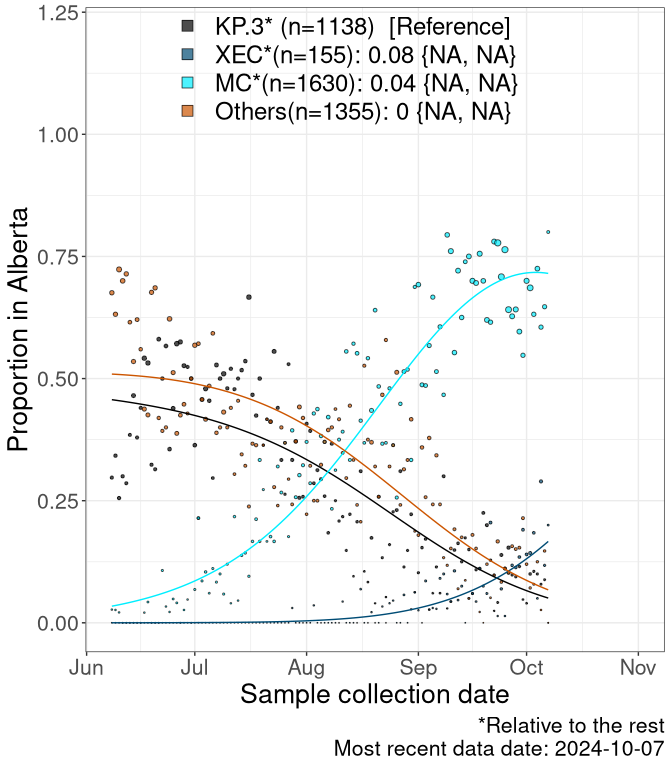 1.25
KP.3* (n=1138)  [Reference]
XEC*(n=155): 0.08 {NA, NA}
MC*(n=1630): 0.04 {NA, NA}
Others(n=1355): 0 {NA, NA}
1.00
0.75
0.50
0.25
0.00
Proportion in Alberta
Jun Jul Aug Sep Oct Nov
Sample collection date
*Relative to the rest
Most recent data date: 2024-10-07